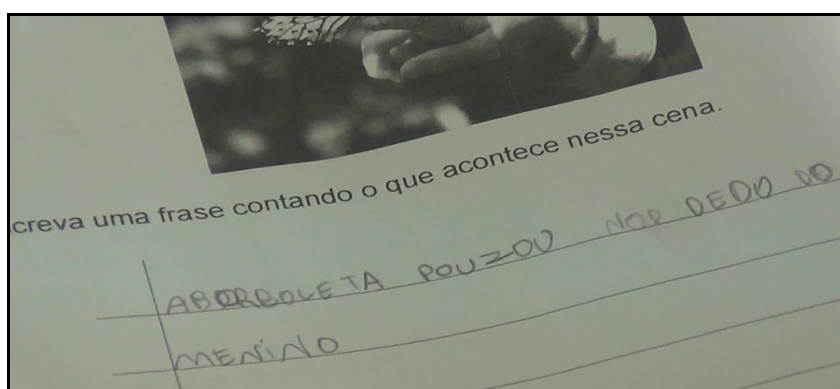 creva uma frase contando o que acontece nessa cena.
ABORBOLETA POUZOU NOP DEDO DO
MENINO